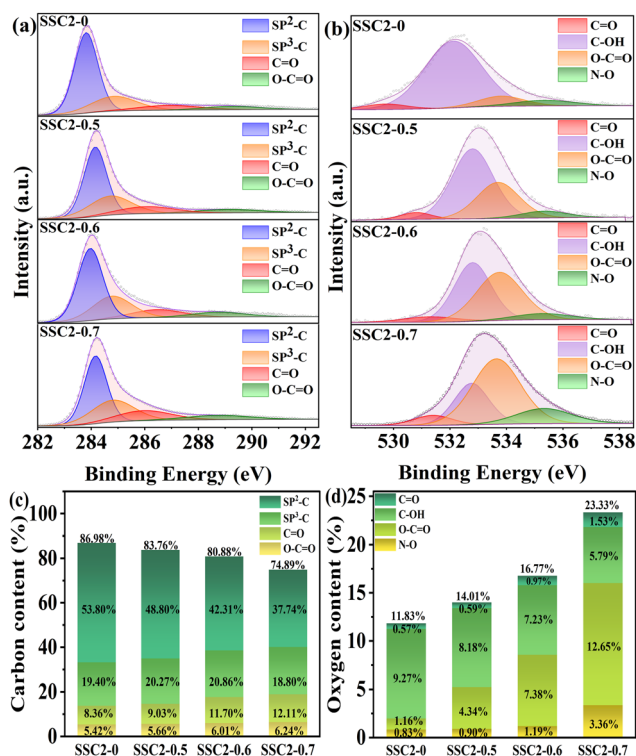 (a)
SSC2-0
SP²-C
SP³-C
C=O
O-C=O
SSC2-0.5
SP²-C
SP³-C
C=O
O-C=O
SSC2-0.6
SP²-C
SP³-C
C=O
O-C=O
SSC2-0.7
SP²-C
SP³-C
C=O
O-C=O
Intensity (a.u.)
282 284 286 288 290 292
Binding Energy (eV)
(b)
SSC2-0
C=O
C-OH
O-C=O
N-O
SSC2-0.5
C=O
C-OH
O-C=O
N-O
SSC2-0.6
C=O
C-OH
O-C=O
N-O
SSC2-0.7
C=O
C-OH
O-C=O
N-O
Intensity (a.u.)
530 532 534 536 538
Binding Energy (eV)
(c)
SP²-C
SP³-C
C=O
O-C=O
Carbon content (%)
100
80
60
40
20
0
86.98% 83.76% 80.88% 74.89%
53.80% 48.80% 42.31% 37.74%
19.40% 20.27% 20.86% 18.80%
8.36% 9.03% 11.70% 12.11%
5.42% 5.66% 6.01% 6.24%
SSC2-0 SSC2-0.5 SSC2-0.6 SSC2-0.7
(d)
C=O
C-OH
O-C=O
N-O
Oxygen content (%)
25
20
15
10
5
0
11.83% 14.01% 16.77% 23.33%
0.57% 0.59% 0.97% 1.53%
9.27% 8.18% 7.23% 5.79%
1.16% 4.34% 7.38% 12.65%
0.83% 0.90% 1.19% 3.36%
SSC2-0 SSC2-0.5 SSC2-0.6 SSC2-0.7